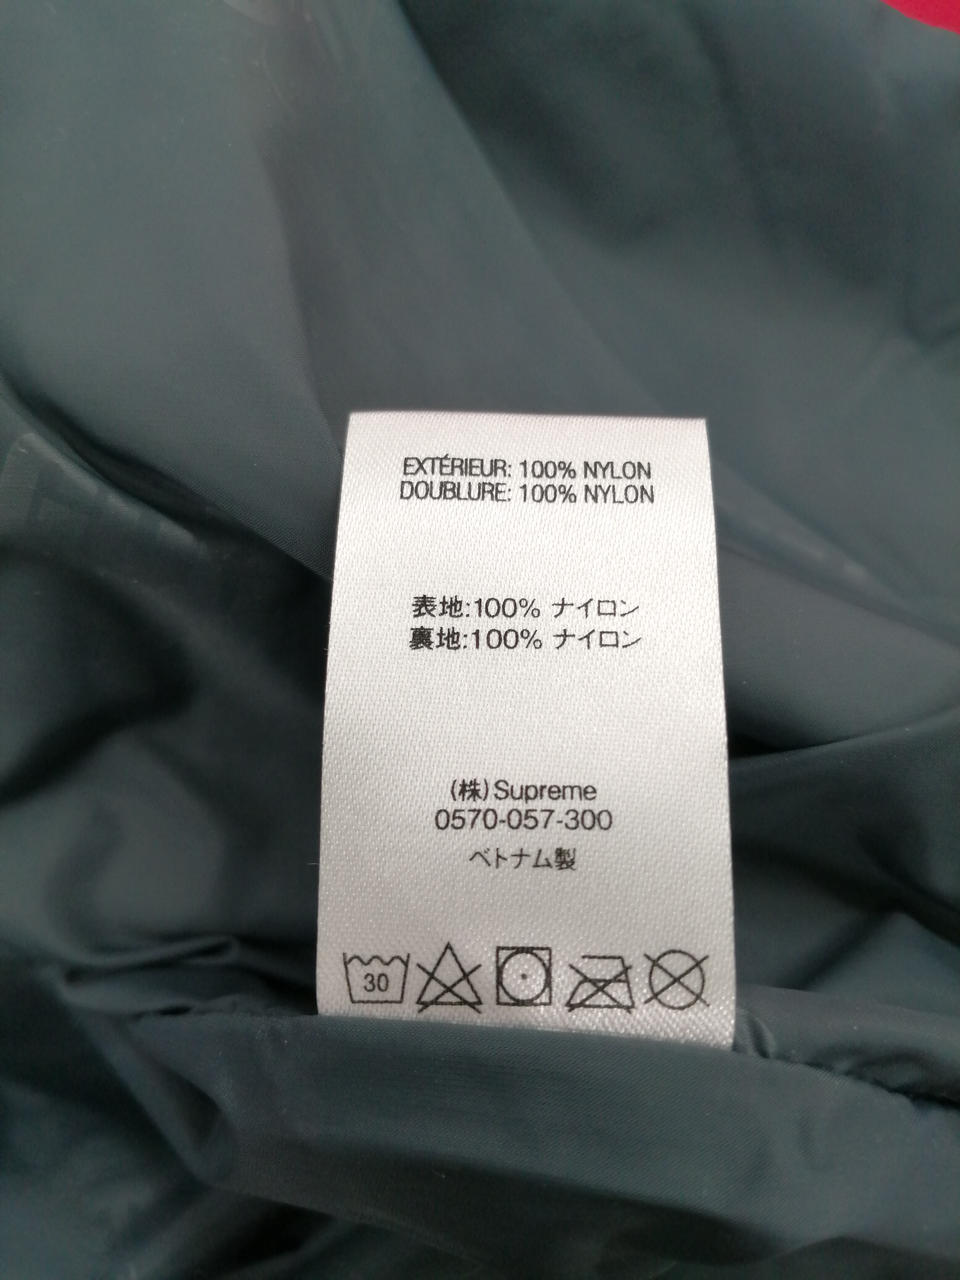 EXTÉRIEUR: 100% NYLON
DOUBLURE: 100% NYLON
表地:100% ナイロン
裏地:100% ナイロン
(株)Supreme
0570-057-300
ベトナム製
30